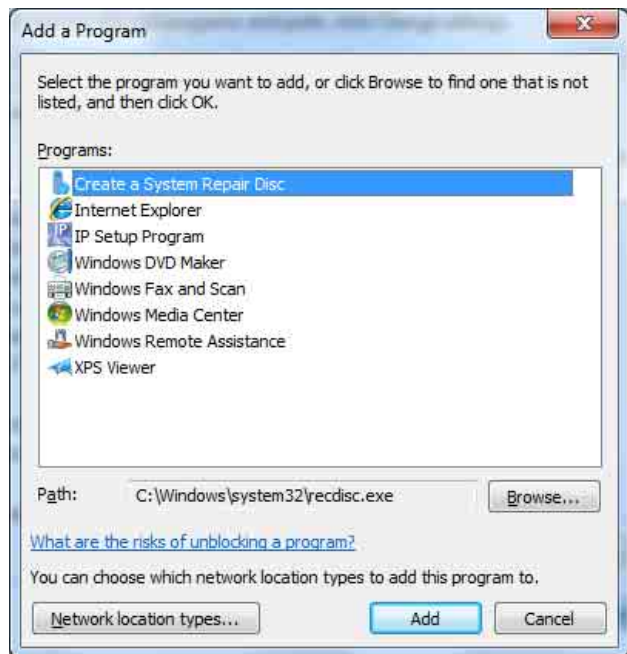 Add a Program
Select the program you want to add, or click Browse to find one that is not
listed, and then click OK.
Programs:
Create a System Repair Disc
Internet Explorer
IP Setup Program
Windows DVD Maker
Windows Fax and Scan
Windows Media Center
Windows Remote Assistance
XPS Viewer
Path: C:\Windows\system32\recdisc.exe Browse...
What are the risks of unblocking a program?
You can choose which network location types to add this program to.
Network location types... Add Cancel